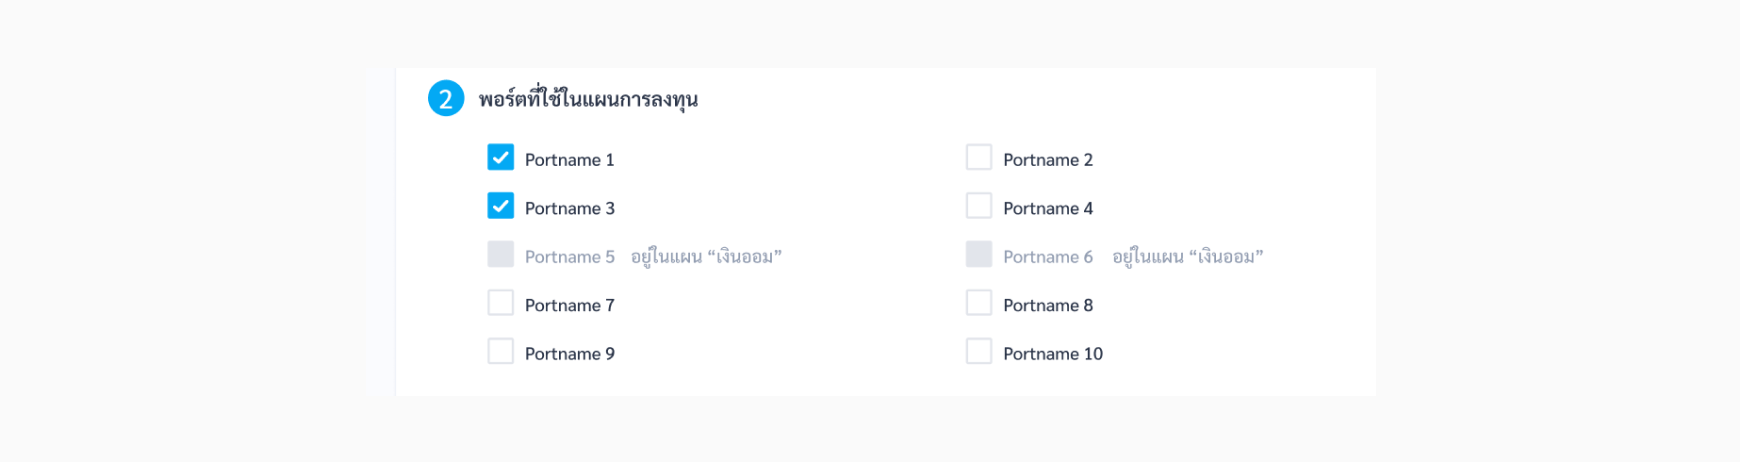 2 พอร์ตที่ใช้ในแผนการลงทุน
Portname 1 Portname 2
Portname 3 Portname 4
Portname 5 อยู่ในแผน “เงินออม” Portname 6 อยู่ในแผน “เงินออม”
Portname 7 Portname 8
Portname 9 Portname 10